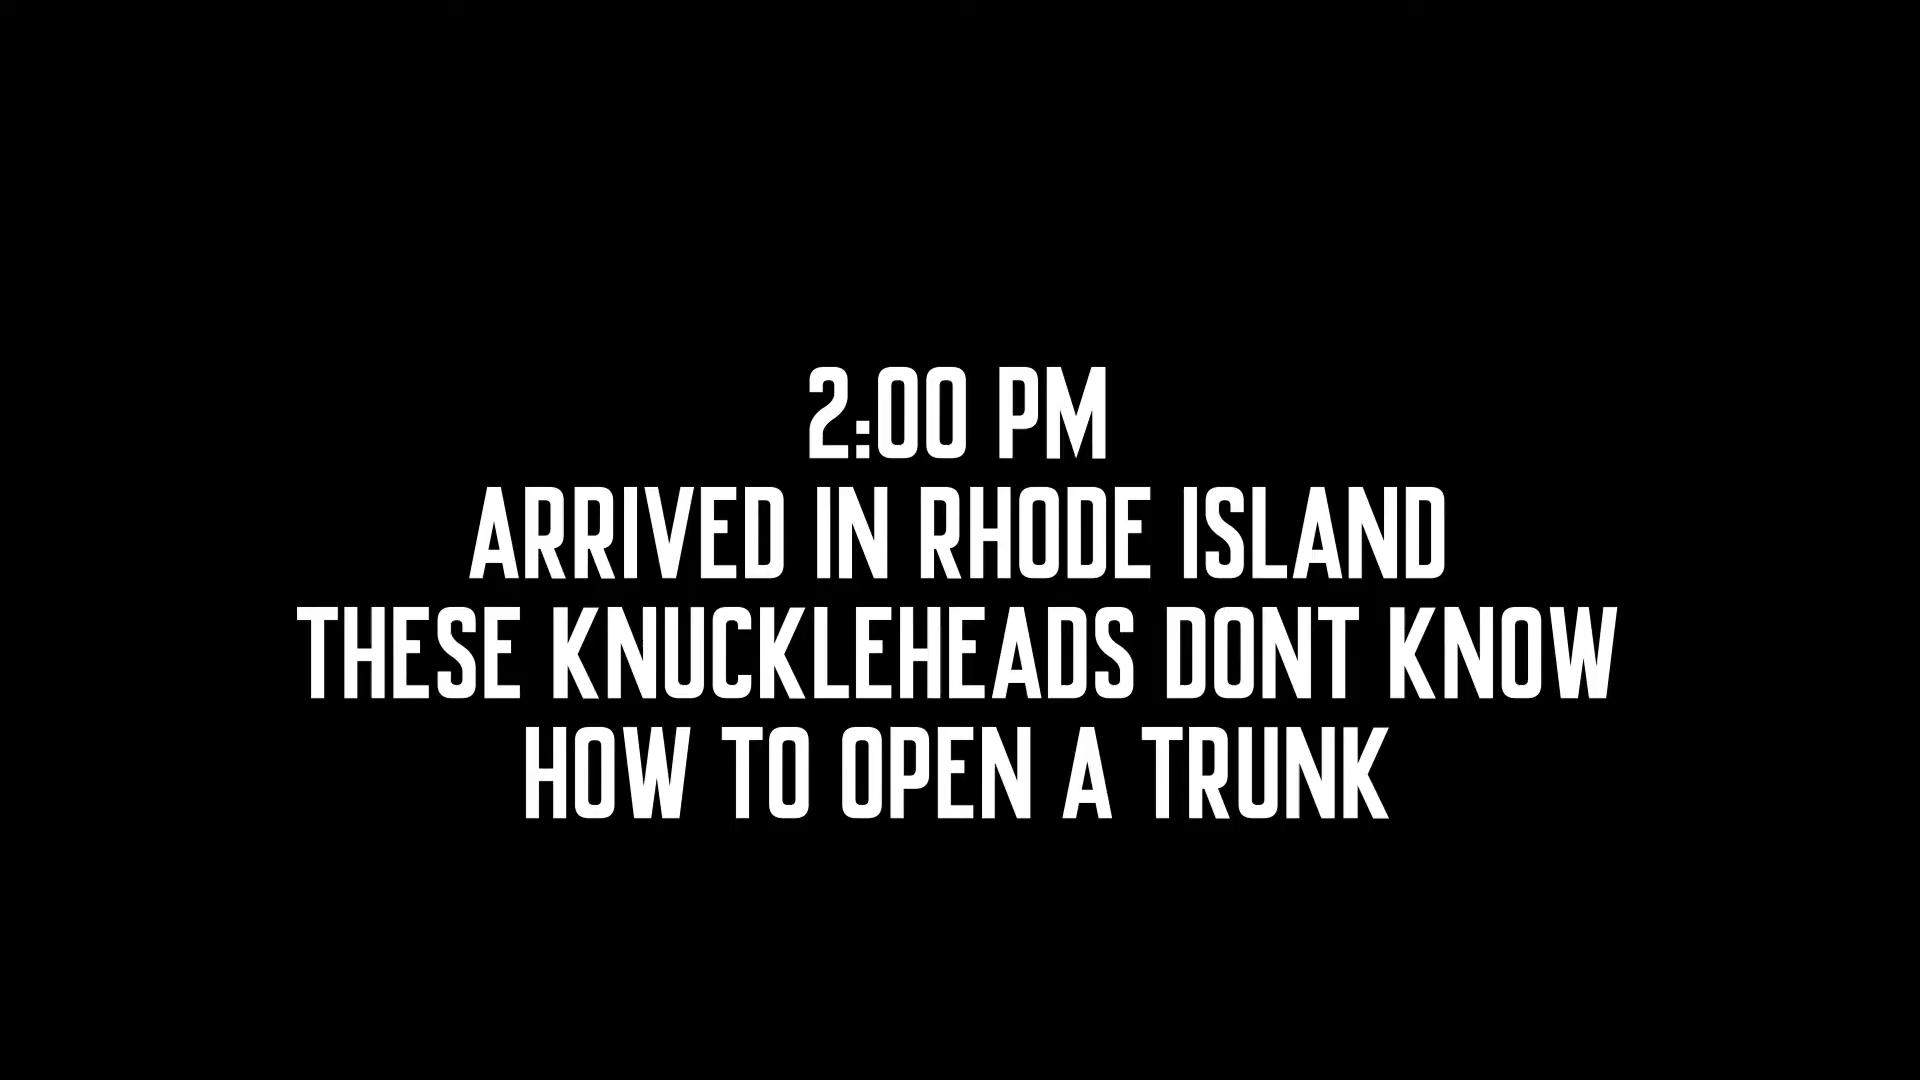 2:00 PM
ARRIVED IN RHODE ISLAND
THESE KNUCKLEHEADS DONT KNOW
HOW TO OPEN A TRUNK